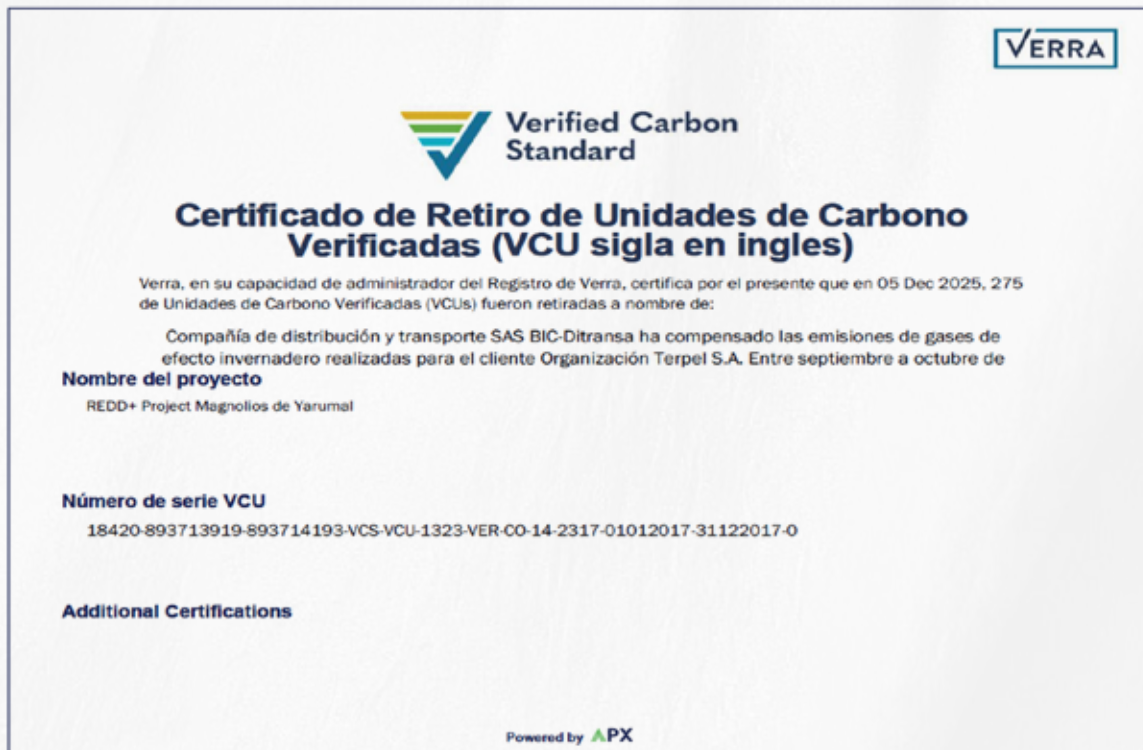 VERRA
Verified Carbon
Standard
Certificado de Retiro de Unidades de Carbono
Verificadas (VCU sigla en ingles)
Verra, en su capacidad de administrador del Registro de Verra, certifica por el presente que en 05 Dec 2025, 275
de Unidades de Carbono Verificadas (VCUs) fueron retiradas a nombre de:
Compañía de distribución y transporte SAS BIC-Ditransa ha compensado las emisiones de gases de
efecto invernadero realizadas para el cliente Organización Terpel S.A. Entre septiembre a octubre de
Nombre del proyecto
REDD+ Project Magnolios de Yarumal
Número de serie VCU
18420-893713919-893714193-VCS-VCU-1323-VER-CO-14-2317-01012017-31122017-0
Additional Certifications
Powered by APX